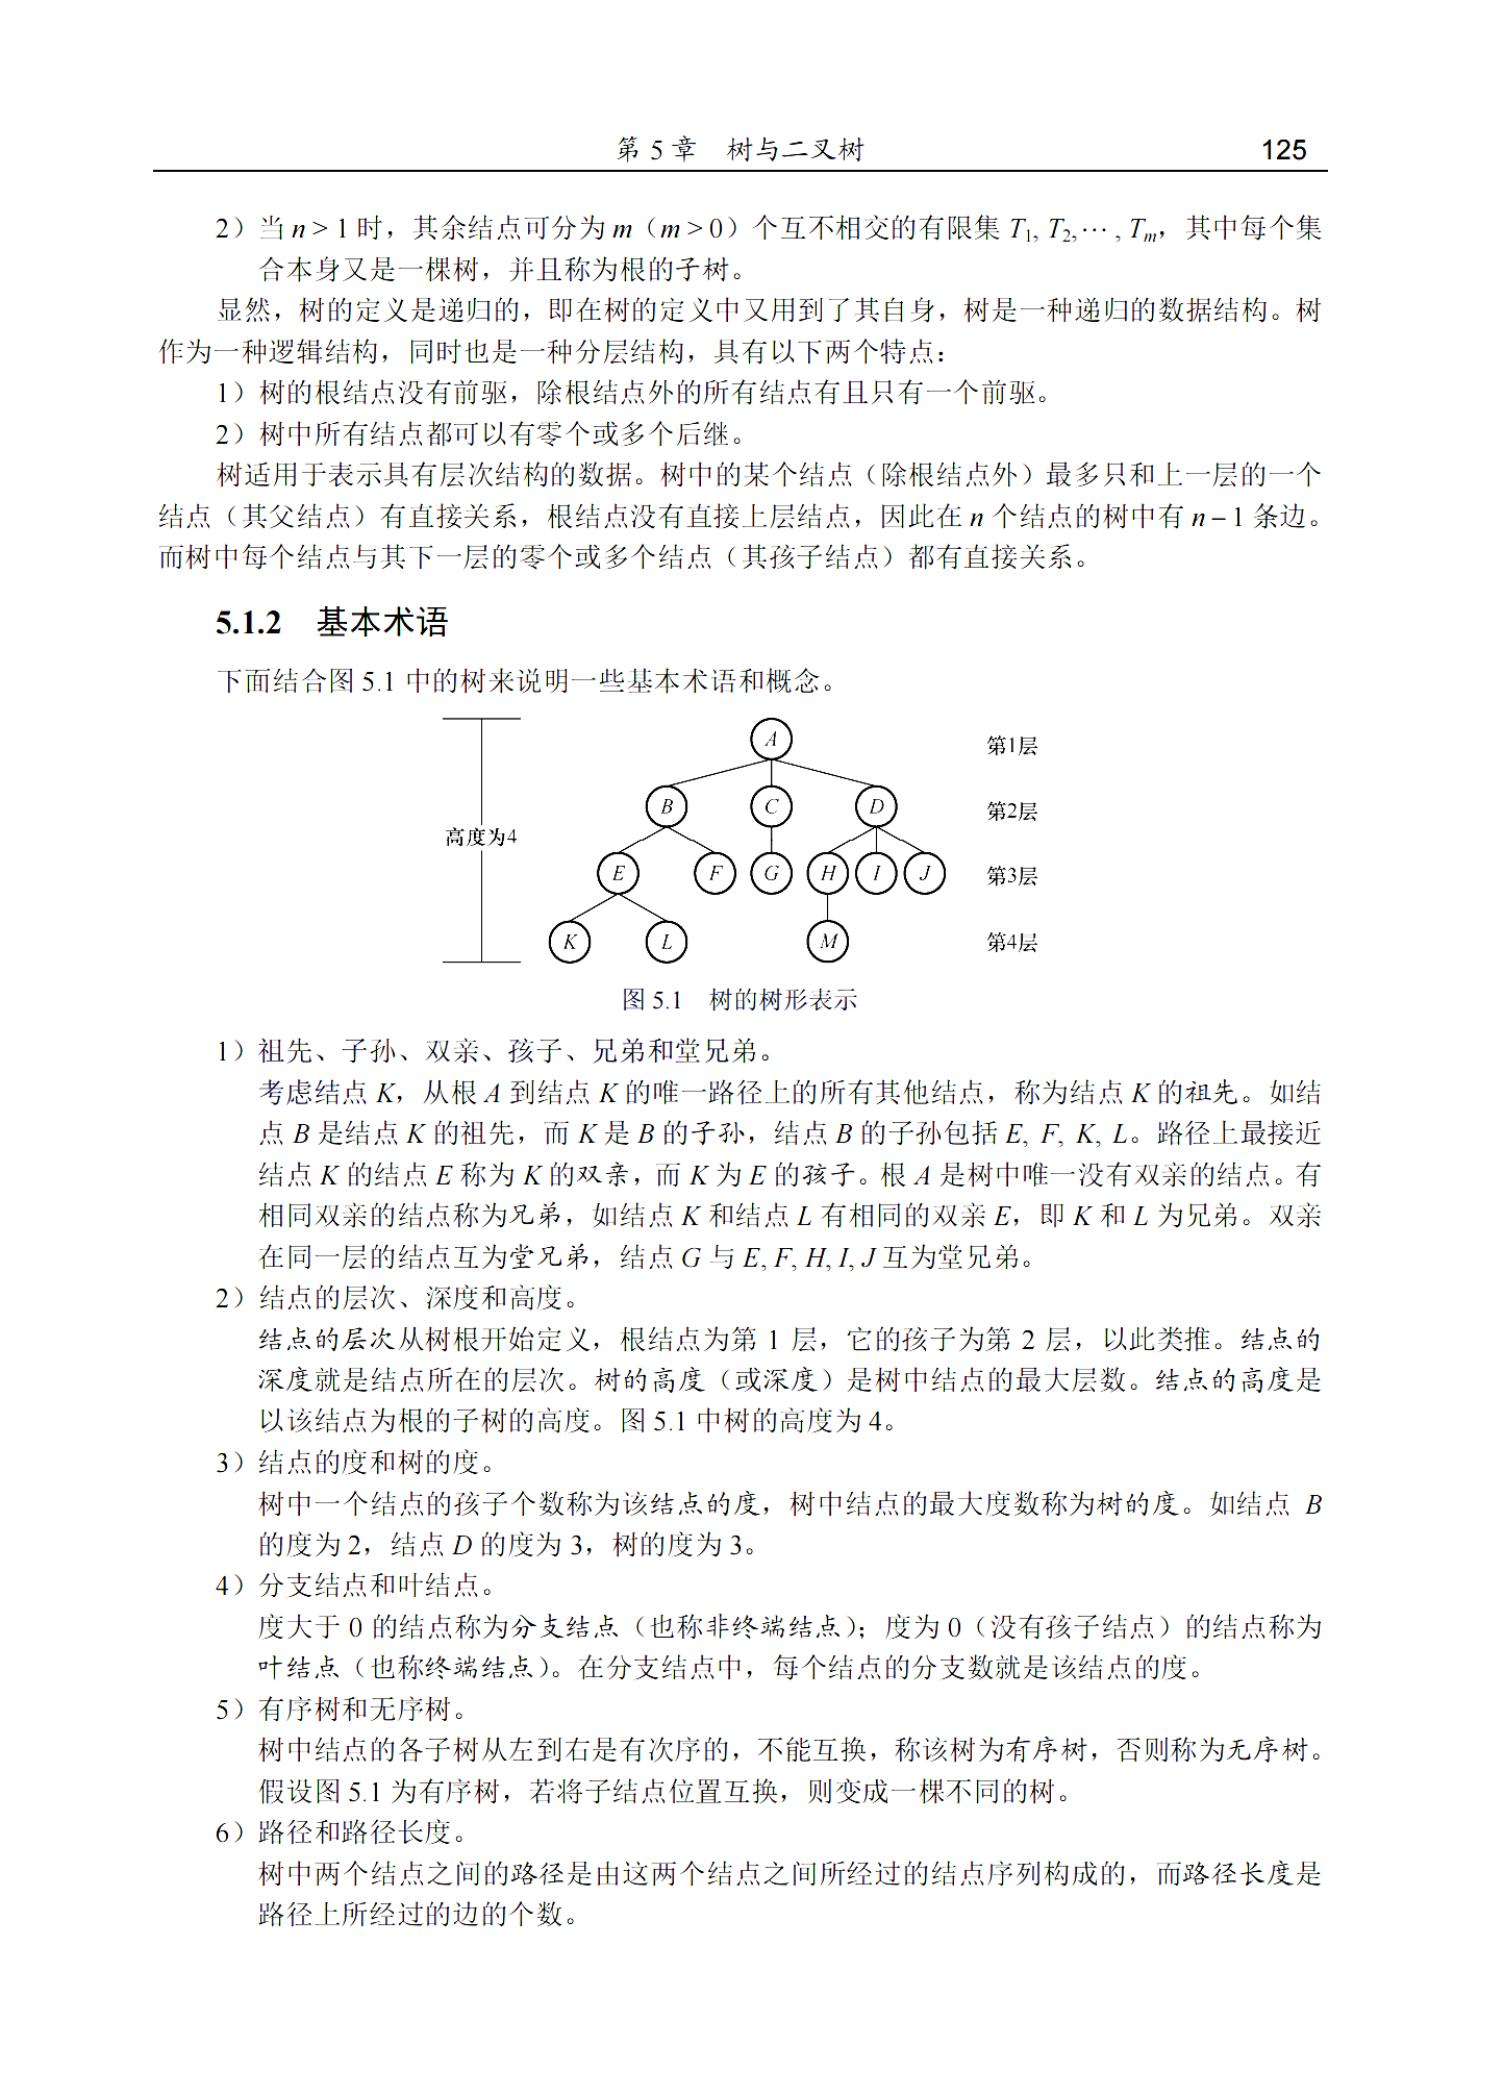 第 5 章 树与二叉树 125
2）当 n > 1 时，其余结点可分为 m（m > 0）个互不相交的有限集 T1, T2, ⋯ , Tm，其中每个集
合本身又是一棵树，并且称为根的子树。
显然，树的定义是递归的，即在树的定义中又用到了其自身，树是一种递归的数据结构。树
作为一种逻辑结构，同时也是一种分层结构，具有以下两个特点：
1）树的根结点没有前驱，除根结点外的所有结点有且只有一个前驱。
2）树中所有结点都可以有零个或多个后继。
树适用于表示具有层次结构的数据。树中的某个结点（除根结点外）最多只和上一层的一个
结点（其父结点）有直接关系，根结点没有直接上层结点，因此在 n 个结点的树中有 n – 1 条边。
而树中每个结点与其下一层的零个或多个结点（其孩子结点）都有直接关系。
5.1.2 基本术语
下面结合图 5.1 中的树来说明一些基本术语和概念。
A 第1层
B C D 第2层
高度为4
E F G H I J 第3层
K L M 第4层
图 5.1 树的树形表示
1）祖先、子孙、双亲、孩子、兄弟和堂兄弟。
考虑结点 K，从根 A 到结点 K 的唯一路径上的所有其他结点，称为结点 K 的祖先。如结
点 B 是结点 K 的祖先，而 K 是 B 的子孙，结点 B 的子孙包括 E, F, K, L。路径上最接近
结点 K 的结点 E 称为 K 的双亲，而 K 为 E 的孩子。根 A 是树中唯一没有双亲的结点。有
相同双亲的结点称为兄弟，如结点 K 和结点 L 有相同的双亲 E，即 K 和 L 为兄弟。双亲
在同一层的结点互为堂兄弟，结点 G 与 E, F, H, I, J 互为堂兄弟。
2）结点的层次、深度和高度。
结点的层次从树根开始定义，根结点为第 1 层，它的孩子为第 2 层，以此类推。结点的
深度就是结点所在的层次。树的高度（或深度）是树中结点的最大层数。结点的高度是
以该结点为根的子树的高度。图 5.1 中树的高度为 4。
3）结点的度和树的度。
树中一个结点的孩子个数称为该结点的度，树中结点的最大度数称为树的度。如结点 B
的度为 2，结点 D 的度为 3，树的度为 3。
4）分支结点和叶结点。
度大于 0 的结点称为分支结点（也称非终端结点）；度为 0（没有孩子结点）的结点称为
叶结点（也称终端结点）。在分支结点中，每个结点的分支数就是该结点的度。
5）有序树和无序树。
树中结点的各子树从左到右是有次序的，不能互换，称该树为有序树，否则称为无序树。
假设图 5.1 为有序树，若将子结点位置互换，则变成一棵不同的树。
6）路径和路径长度。
树中两个结点之间的路径是由这两个结点之间所经过的结点序列构成的，而路径长度是
路径上所经过的边的个数。